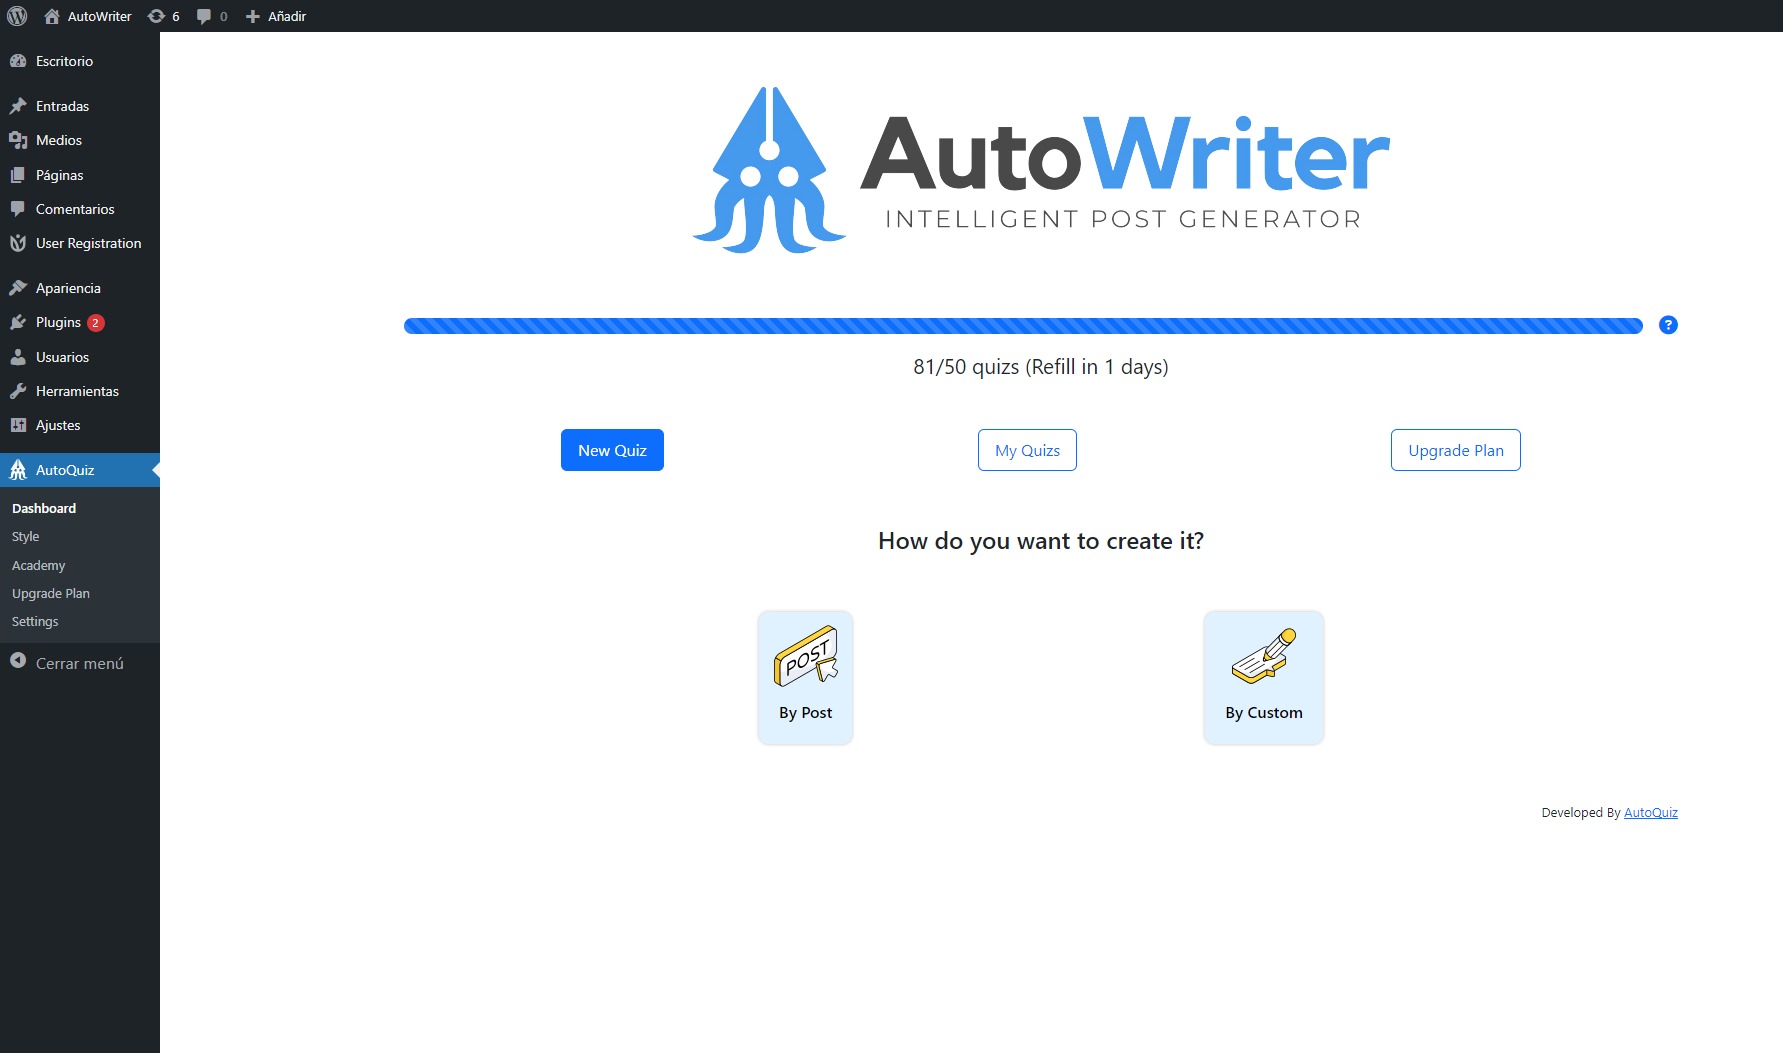 AutoWriter 6 0 Añadir
Escritorio
Entradas
Medios
Páginas
Comentarios
User Registration
Apariencia
Plugins 2
Usuarios
Herramientas
Ajustes
AutoQuiz
Dashboard
Style
Academy
Upgrade Plan
Settings
Cerrar menú
AutoWriter
INTELLIGENT POST GENERATOR
?
81/50 quizs (Refill in 1 days)
New Quiz My Quizs Upgrade Plan
How do you want to create it?
POST
By Post By Custom
Developed By AutoQuiz